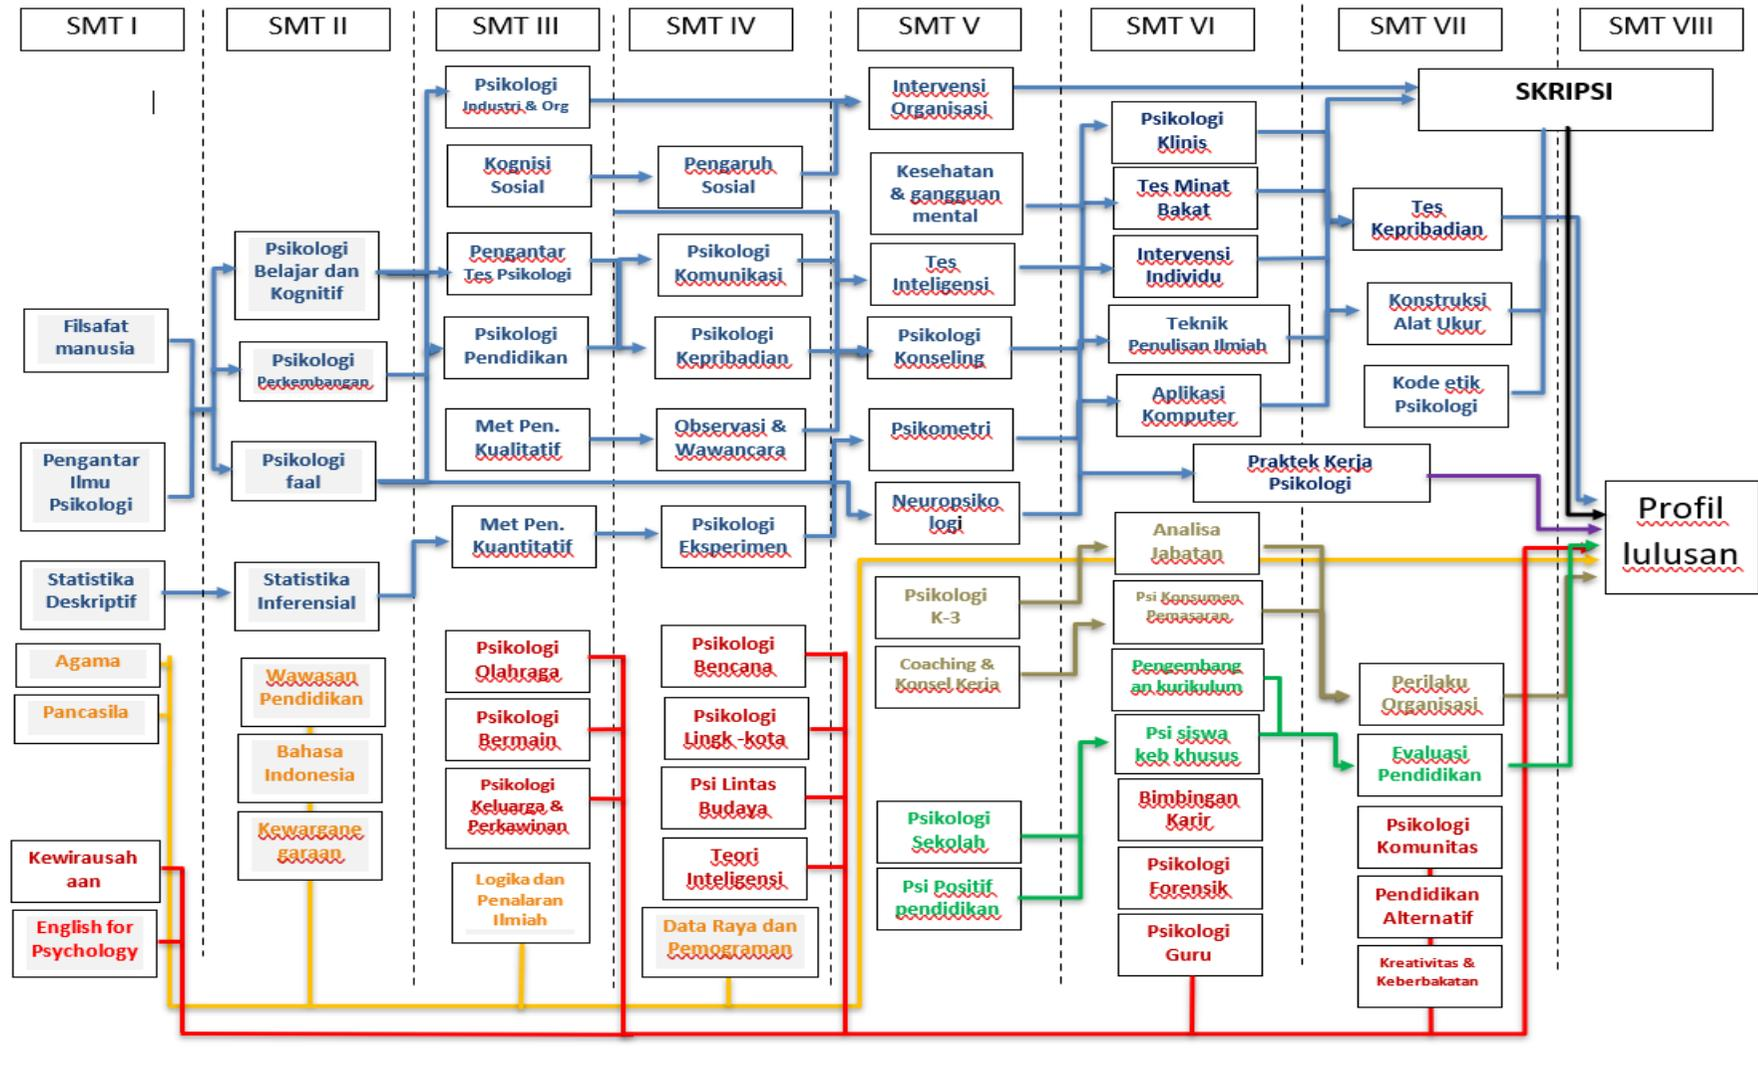 SMT I
SMT II
SMT III
SMT IV
SMT V
SMT VI
SMT VII
SMT VIII
Filsafat
manusia
Pengantar
Ilmu
Psikologi
Statistika
Deskriptif
Agama
Pancasila
Kewirausah
aan
English for
Psychology
Psikologi
Belajar dan
Kognitif
Psikologi
Perkembangan
Psikologi
faal
Statistika
Inferensial
Wawasan
Pendidikan
Bahasa
Indonesia
Kewargane
garaan
Psikologi
Industri & Org
Kognisi
Sosial
Pengantar
Tes Psikologi
Psikologi
Pendidikan
Met Pen.
Kualitatif
Met Pen.
Kuantitatif
Psikologi
Olahraga
Psikologi
Bermain
Psikologi
Keluarga &
Perkawinan
Logika dan
Penalaran
Ilmiah
Pengaruh
Sosial
Psikologi
Komunikasi
Psikologi
Kepribadian
Observasi &
Wawancara
Psikologi
Eksperimen
Psikologi
Bencana
Psikologi
Lingk -kota
Psi Lintas
Budaya
Teori
Inteligensi
Data Raya dan
Pemograman
Intervensi
Organisasi
Kesehatan
& gangguan
mental
Tes
Inteligensi
Psikologi
Konseling
Psikometri
Neuropsiko
logi
Psikologi
K-3
Coaching &
Konsel Kerja
Psikologi
Sekolah
Psi Positif
pendidikan
Psikologi
Klinis
Tes Minat
Bakat
Intervensi
Individu
Teknik
Penulisan Ilmiah
Aplikasi
Komputer
Praktek Kerja
Psikologi
Analisa
Jabatan
Psi Konsumen
Pemasaran
Pengembang
an kurikulum
Psi siswa
keb khusus
Bimbingan
Karir
Psikologi
Forensik
Psikologi
Guru
SKRIPSI
Tes
Kepribadian
Konstruksi
Alat Ukur
Kode etik
Psikologi
Perilaku
Organisasi
Evaluasi
Pendidikan
Psikologi
Komunitas
Pendidikan
Alternatif
Kreativitas &
Keberbakatan
Profil
lulusan